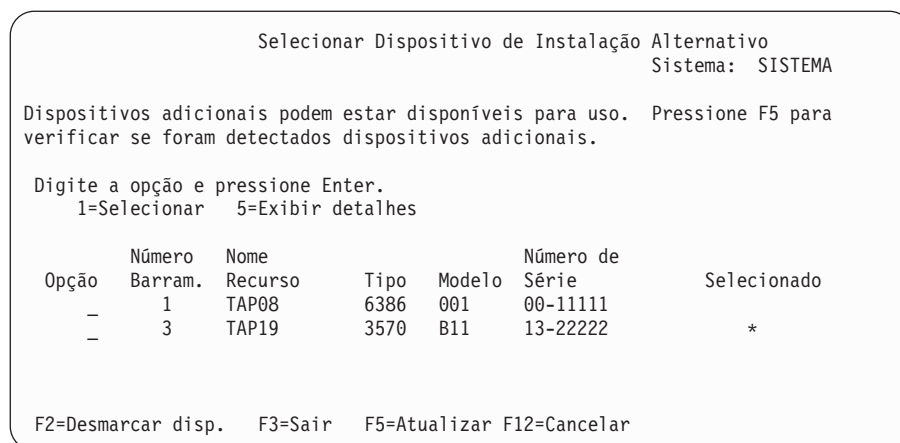 Selecionar Dispositivo de Instalação Alternativo
Sistema: SISTEMA
Dispositivos adicionais podem estar disponíveis para uso. Pressione F5 para
verificar se foram detectados dispositivos adicionais.
Digite a opção e pressione Enter.
1=Selecionar 5=Exibir detalhes
Número Nome Número de
Opção Barram. Recurso Tipo Modelo Série Selecionado
_ 1 TAP08 6386 001 00-11111
_ 3 TAP19 3570 B11 13-22222 *
F2=Desmarcar disp. F3=Sair F5=Atualizar F12=Cancelar